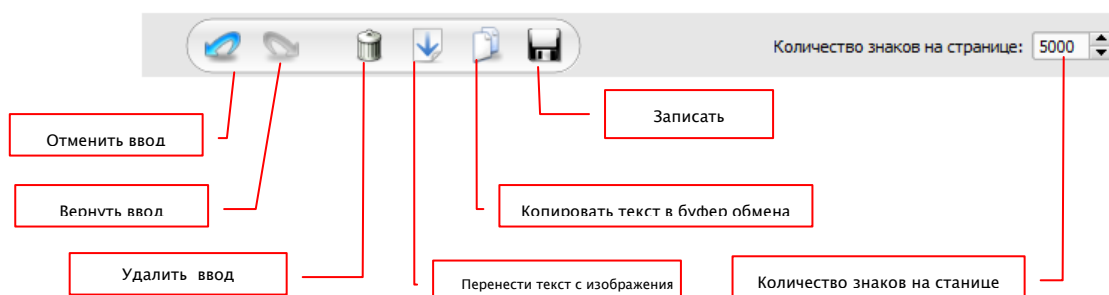 Количество знаков на странице: 5000
Записать
Отменить ввод
Вернуть ввод
Копировать текст в буфер обмена
Удалить ввод
Перенести текст с изображения
Количество знаков на станице